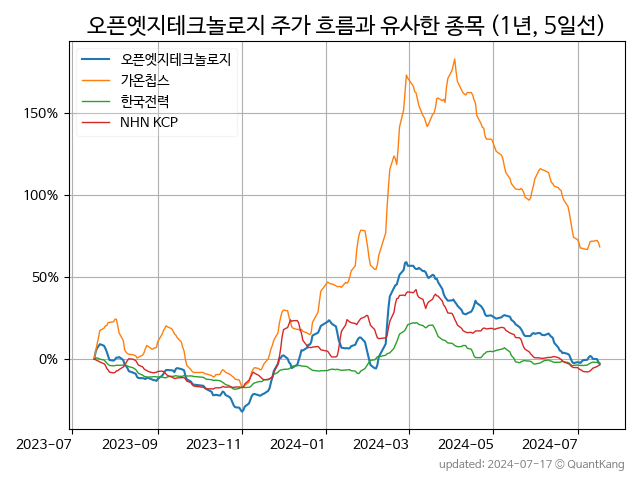 오픈엣지테크놀로지 주가 흐름과 유사한 종목 (1년, 5일선)
오픈엣지테크놀로지
가온칩스
한국전력
NHN KCP
150%
100%
50%
0%
2023-07 2023-09 2023-11 2024-01 2024-03 2024-05 2024-07
updated: 2024-07-17 © QuantKang